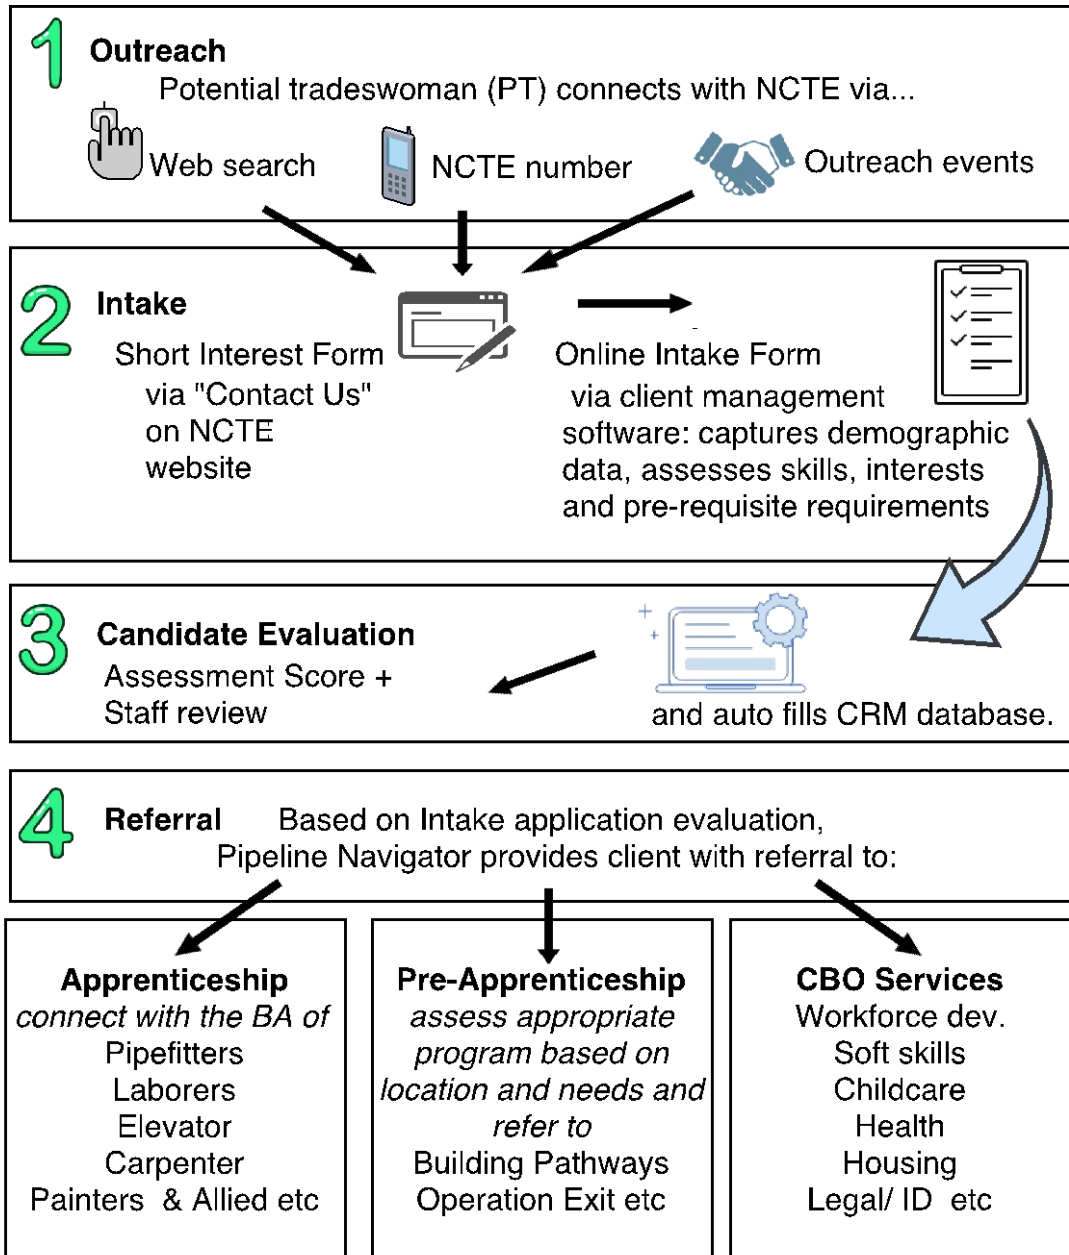 1 Outreach
Potential tradeswoman (PT) connects with NCTE via...
Web search
NCTE number
Outreach events
2 Intake
Short Interest Form
via "Contact Us"
on NCTE
website
Online Intake Form
via client management
software: captures demographic
data, assesses skills, interests
and pre-requisite requirements
3 Candidate Evaluation
Assessment Score +
Staff review
and auto fills CRM database.
4 Referral Based on Intake application evaluation,
Pipeline Navigator provides client with referral to:
Apprenticeship
connect with the BA of
Pipefitters
Laborers
Elevator
Carpenter
Painters & Allied etc
Pre-Apprenticeship
assess appropriate
program based on
location and needs and
refer to
Building Pathways
Operation Exit etc
CBO Services
Workforce dev.
Soft skills
Childcare
Health
Housing
Legal/ ID etc